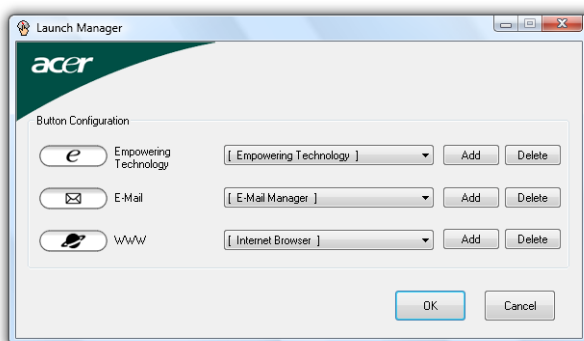 Launch Manager
acer
Button Configuration
e
Empowering
Technology
[ Empowering Technology ]
Add
Delete
E-Mail
[ E-Mail Manager ]
Add
Delete
WWW
[ Internet Browser ]
Add
Delete
OK
Cancel